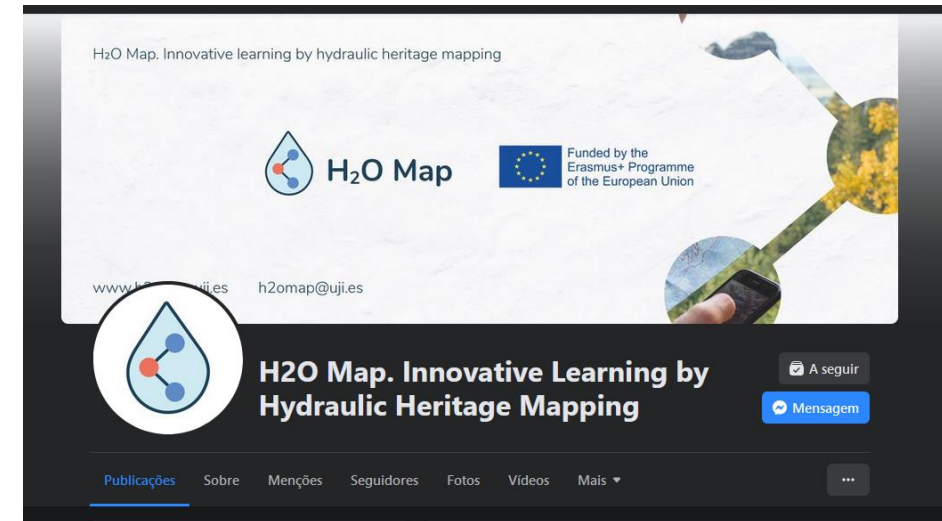 H2O Map. Innovative learning by hydraulic heritage mapping
H2O Map
Funded by the
Erasmus+ Programme
of the European Union
h2omap@uji.es
H2O Map. Innovative Learning by
Hydraulic Heritage Mapping
A seguir
Mensagem
Publicações Sobre Menções Seguidores Fotos Vídeos Mais